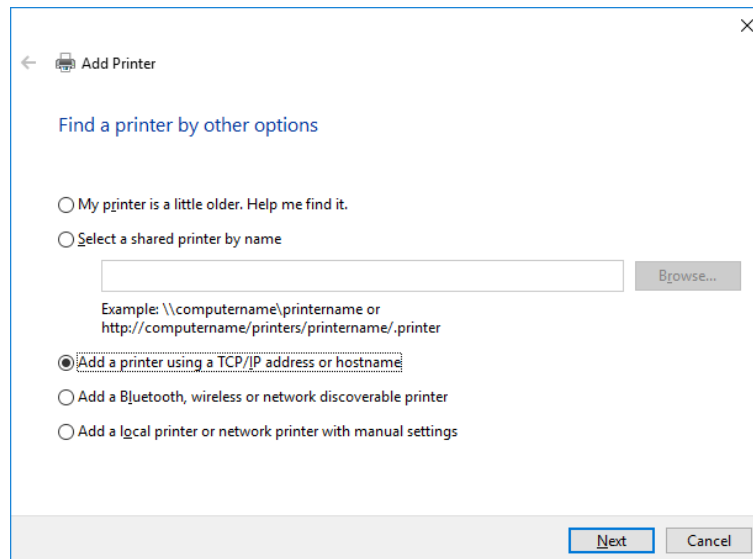 Add Printer
Find a printer by other options
My printer is a little older. Help me find it.
Select a shared printer by name
Browse...
Example: \\computername\printername or
http://computername/printers/printername/.printer
Add a printer using a TCP/IP address or hostname
Add a Bluetooth, wireless or network discoverable printer
Add a local printer or network printer with manual settings
Next Cancel